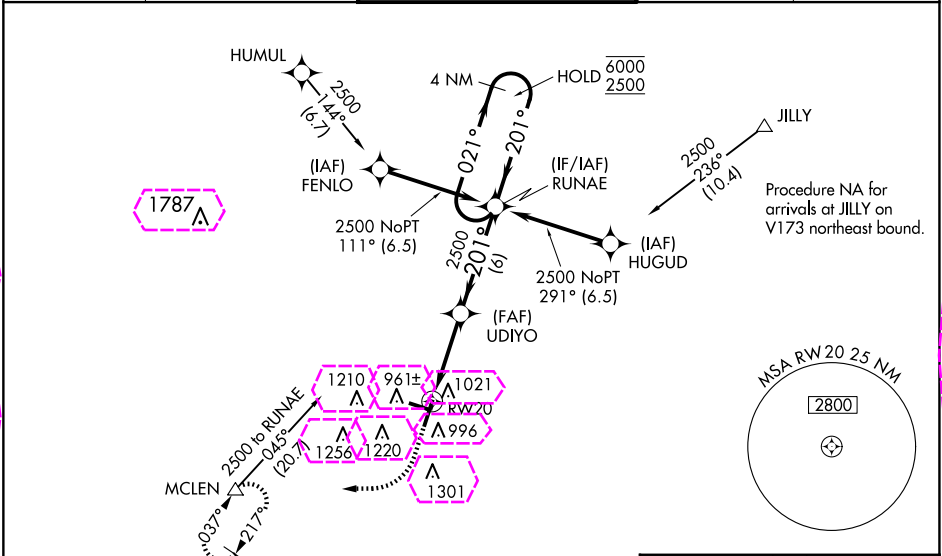 HUMUL
2500
144°
(6.7)
4 NM
HOLD
6000
2500
021°
201°
JILLY
2500
236°
(10.4)
(IAF)
FENLO
(IF/IAF)
RUNAE
Procedure NA for
arrivals at JILLY on
V173 northeast bound.
1787
2500 NoPT
111° (6.5)
2500
201°
(6)
(IAF)
HUGUD
2500 NoPT
291° (6.5)
(FAF)
UDIYO
MSA RW20 25 NM
2800
1210
961±
1021
RW20
996
1256
1220
1301
2500 to RUNAE
045°
(20.7)
MCLEN
037°
217°